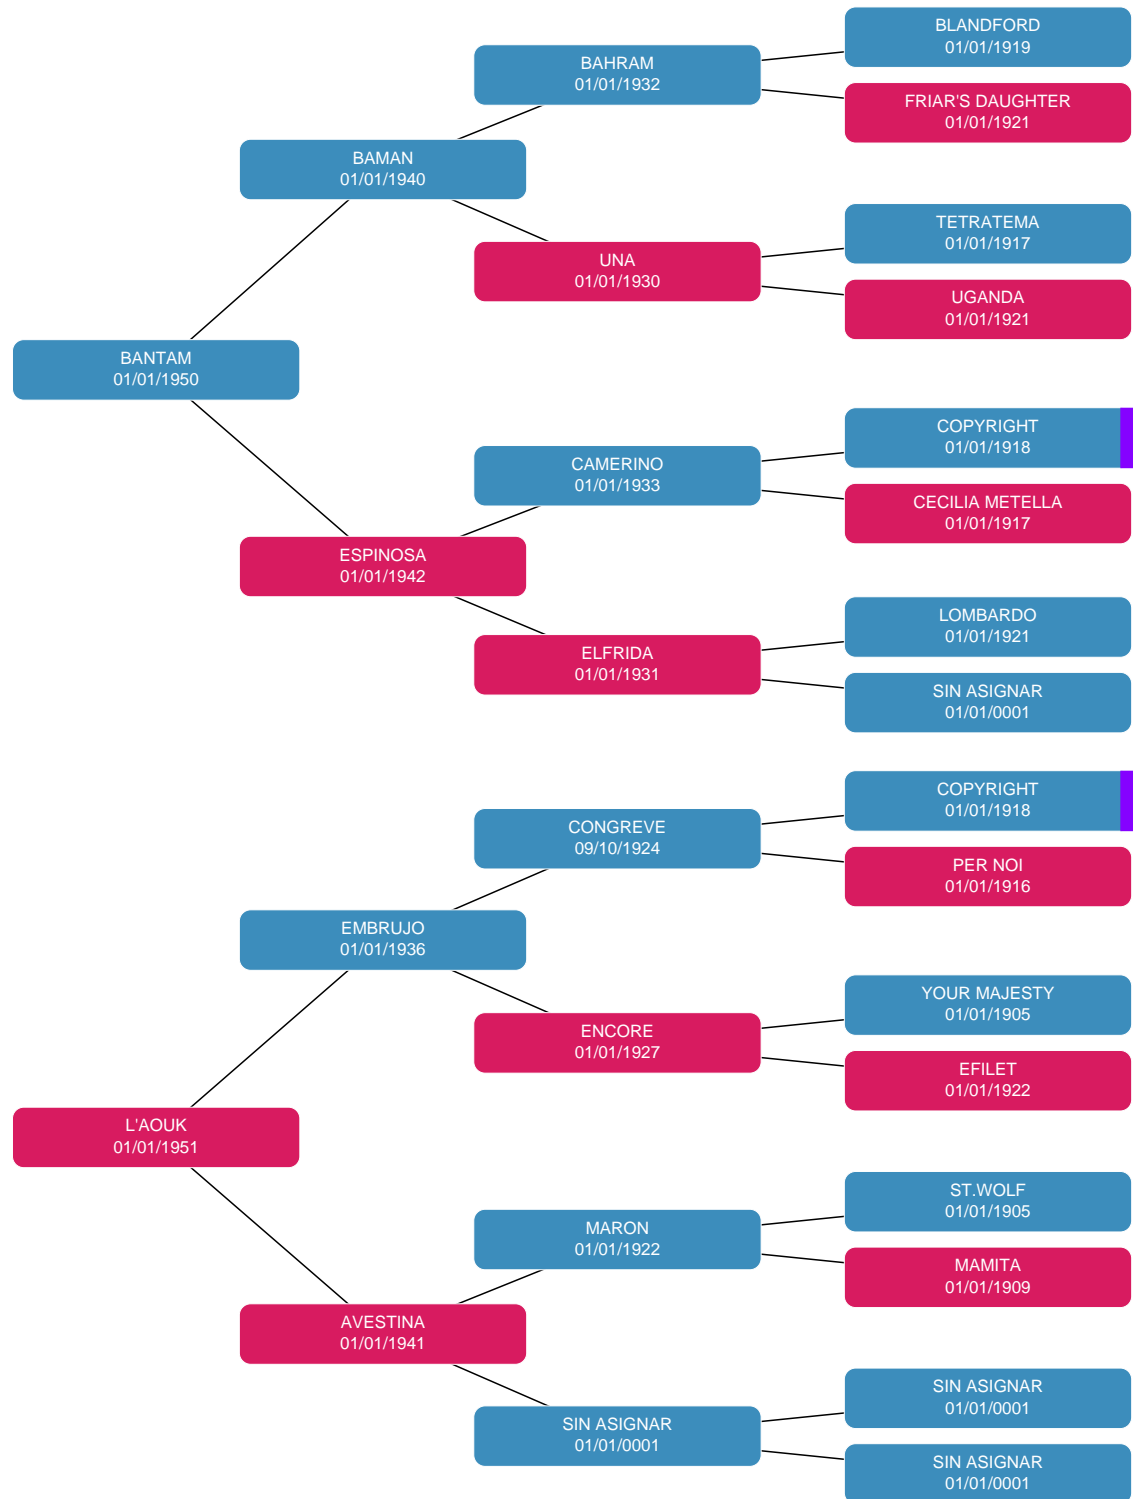 BLANDFORD
01/01/1919
BAHRAM
01/01/1932
FRIAR'S DAUGHTER
01/01/1921
BAMAN
01/01/1940
TETRATEMA
01/01/1917
UNA
01/01/1930
UGANDA
01/01/1921
BANTAM
01/01/1950
COPYRIGHT
01/01/1918
CAMERINO
01/01/1933
CECILIA METELLA
01/01/1917
ESPINOSA
01/01/1942
LOMBARDO
01/01/1921
ELFRIDA
01/01/1931
SIN ASIGNAR
01/01/0001
COPYRIGHT
01/01/1918
CONGREVE
09/10/1924
PER NOI
01/01/1916
EMBRUJO
01/01/1936
YOUR MAJESTY
01/01/1905
ENCORE
01/01/1927
EFILET
01/01/1922
L'AOUK
01/01/1951
ST.WOLF
01/01/1905
MARON
01/01/1922
MAMITA
01/01/1909
AVESTINA
01/01/1941
SIN ASIGNAR
01/01/0001
SIN ASIGNAR
01/01/0001
SIN ASIGNAR
01/01/0001